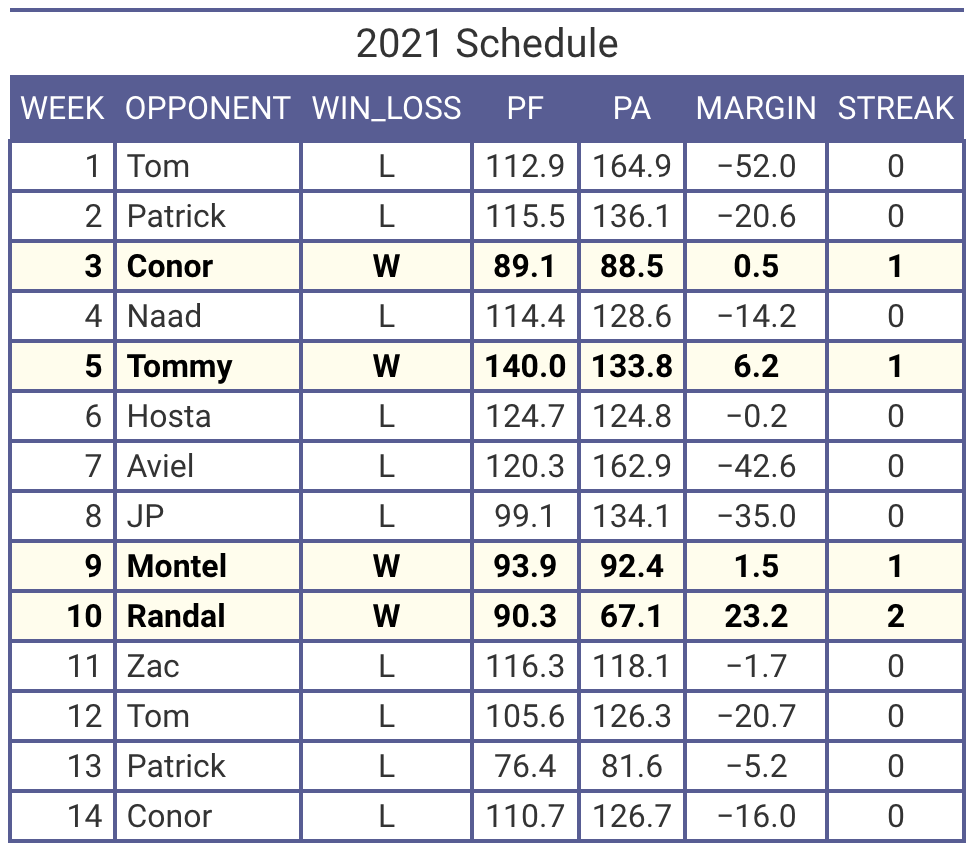 2021 Schedule
WEEK OPPONENT WIN_LOSS PF PA MARGIN STREAK
1 Tom L 112.9 164.9 −52.0 0
2 Patrick L 115.5 136.1 −20.6 0
3 Conor W 89.1 88.5 0.5 1
4 Naad L 114.4 128.6 −14.2 0
5 Tommy W 140.0 133.8 6.2 1
6 Hosta L 124.7 124.8 −0.2 0
7 Aviel L 120.3 162.9 −42.6 0
8 JP L 99.1 134.1 −35.0 0
9 Montel W 93.9 92.4 1.5 1
10 Randal W 90.3 67.1 23.2 2
11 Zac L 116.3 118.1 −1.7 0
12 Tom L 105.6 126.3 −20.7 0
13 Patrick L 76.4 81.6 −5.2 0
14 Conor L 110.7 126.7 −16.0 0